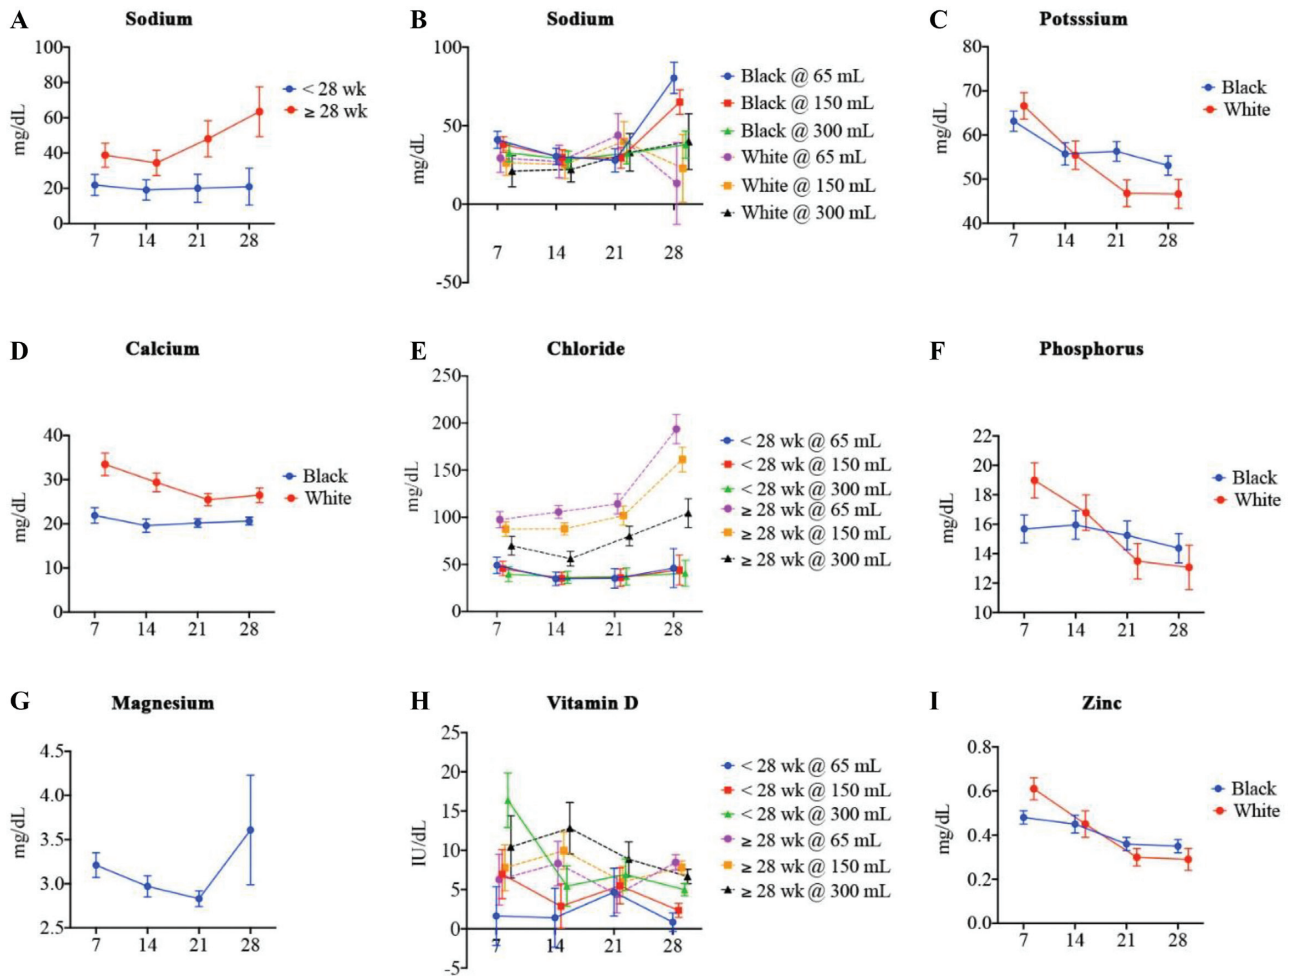 A
Sodium
100
80
60
40
20
0
mg/dL
7 14 21 28
< 28 wk
≥ 28 wk
B
Sodium
100
50
0
-50
mg/dL
7 14 21 28
Black @ 65 mL
Black @ 150 mL
Black @ 300 mL
White @ 65 mL
White @ 150 mL
White @ 300 mL
C
Potsssium
80
70
60
50
40
mg/dL
7 14 21 28
Black
White
D
Calcium
40
30
20
10
0
mg/dL
7 14 21 28
Black
White
E
Chloride
250
200
150
100
50
0
mg/dL
7 14 21 28
< 28 wk @ 65 mL
< 28 wk @ 150 mL
< 28 wk @ 300 mL
≥ 28 wk @ 65 mL
≥ 28 wk @ 150 mL
≥ 28 wk @ 300 mL
F
Phosphorus
22
20
18
16
14
12
10
mg/dL
7 14 21 28
Black
White
G
Magnesium
4.5
4.0
3.5
3.0
2.5
mg/dL
7 14 21 28
H
Vitamin D
25
20
15
10
5
0
-5
IU/dL
7 14 21 28
< 28 wk @ 65 mL
< 28 wk @ 150 mL
< 28 wk @ 300 mL
≥ 28 wk @ 65 mL
≥ 28 wk @ 150 mL
≥ 28 wk @ 300 mL
I
Zinc
0.8
0.6
0.4
0.2
0.0
mg/dL
7 14 21 28
Black
White